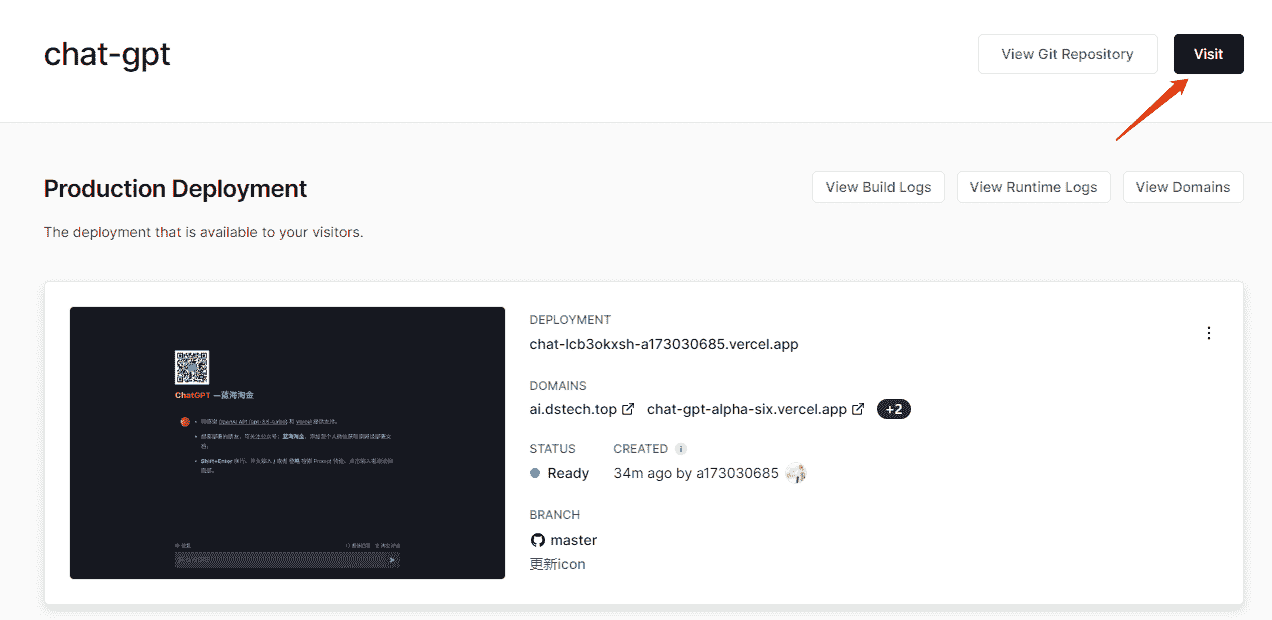 chat-gpt
View Git Repository
Visit
Production Deployment
View Build Logs
View Runtime Logs
View Domains
The deployment that is available to your visitors.
DEPLOYMENT
chat-lcb3okxsh-a173030685.vercel.app
DOMAINS
ai.dstech.top chat-gpt-alpha-six.vercel.app +2
STATUS CREATED
Ready 34m ago by a173030685
BRANCH
master
更新icon
ChatGPT —蓝海淘金